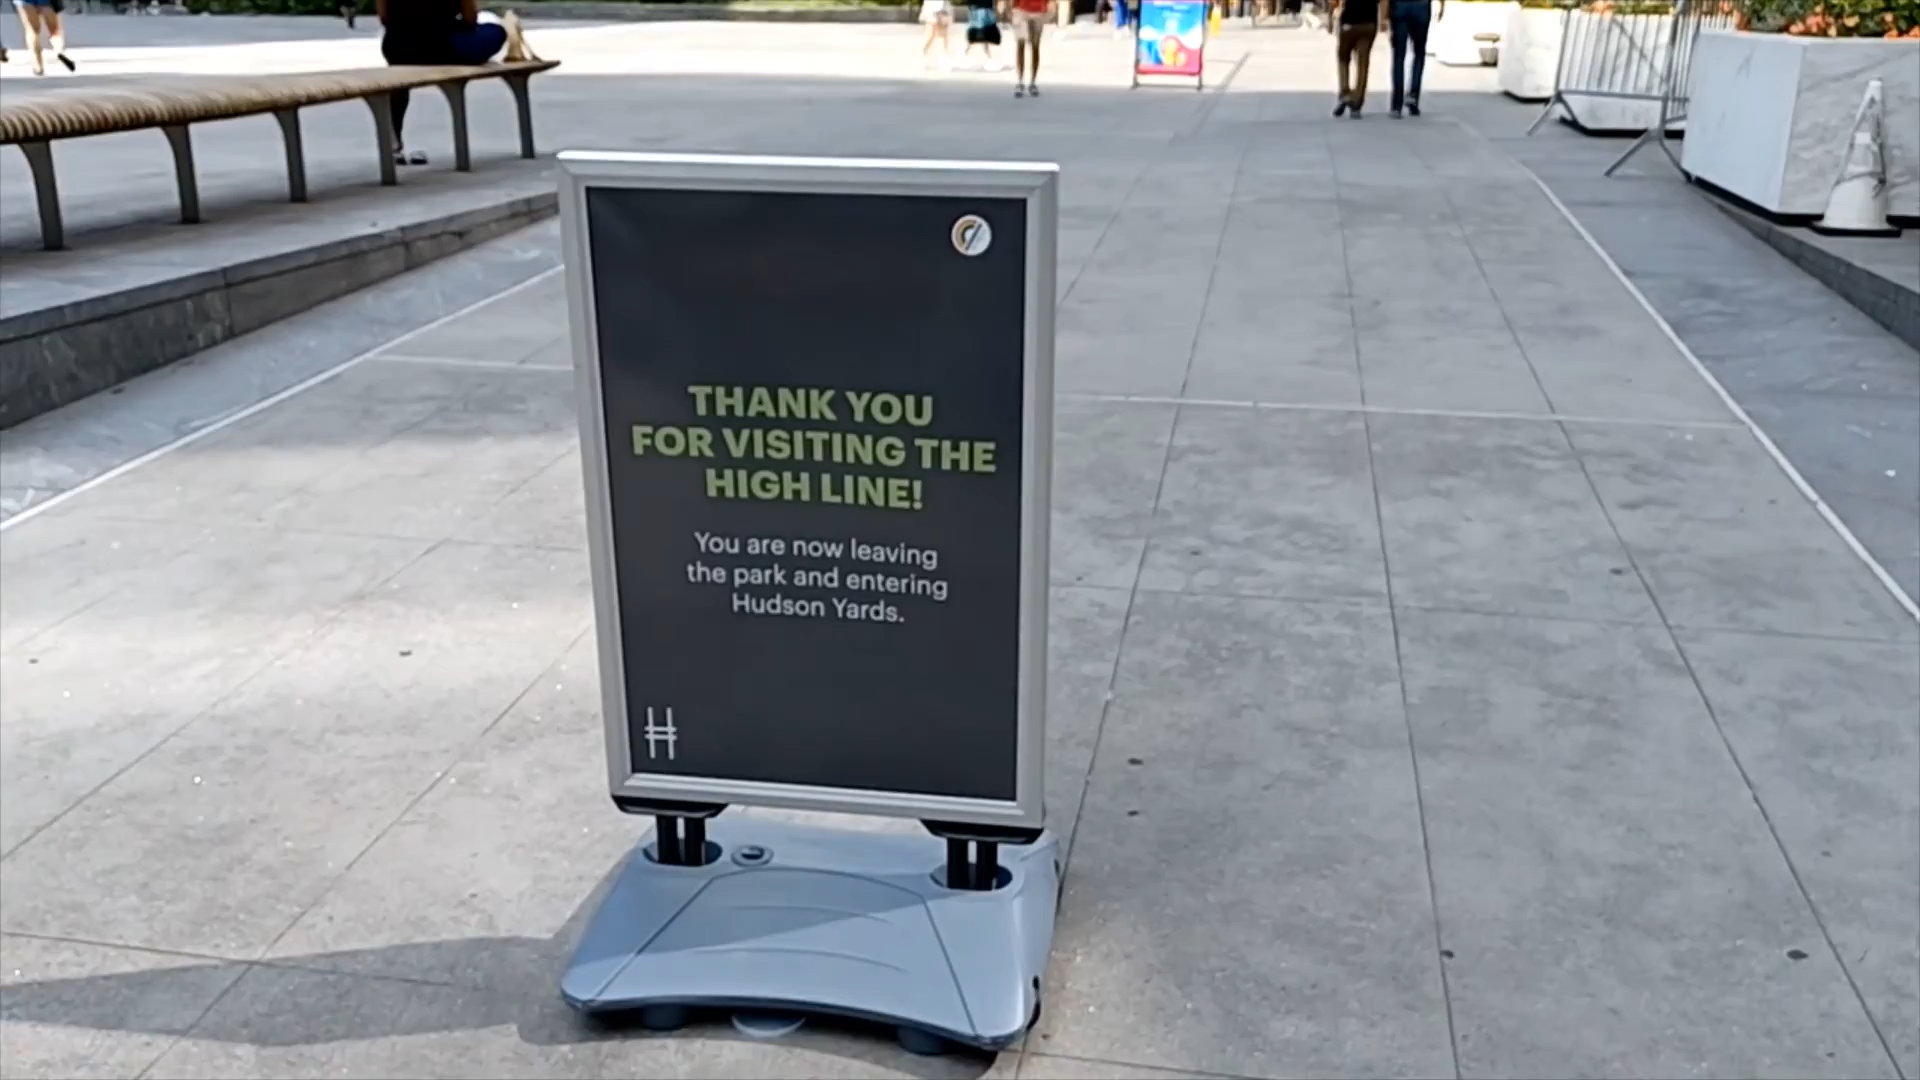 THANK YOU
FOR VISITING THE
HIGH LINE!
You are now leaving
the park and entering
Hudson Yards.